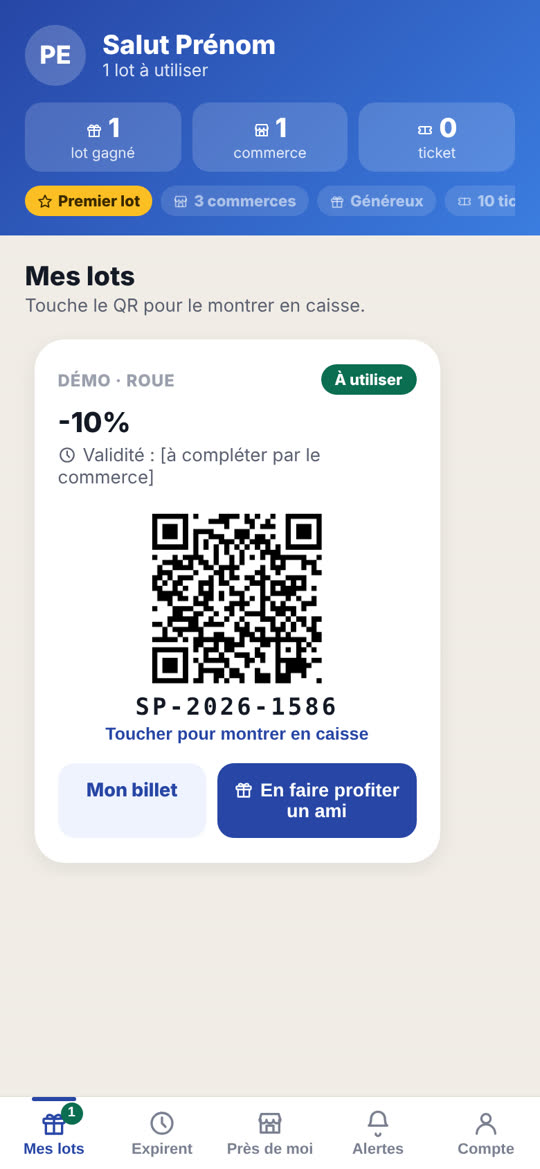 PE
Salut Prénom
1 lot à utiliser
1
lot gagné
1
commerce
0
ticket
Premier lot
3 commerces
Généreux
10 tic
Mes lots
Touche le QR pour le montrer en caisse.
DÉMO · ROUE
À utiliser
-10%
Validité : [à compléter par le
commerce]
SP-2026-1586
Toucher pour montrer en caisse
Mon billet
En faire profiter
un ami
1
Mes lots
Expirent
Près de moi
Alertes
Compte